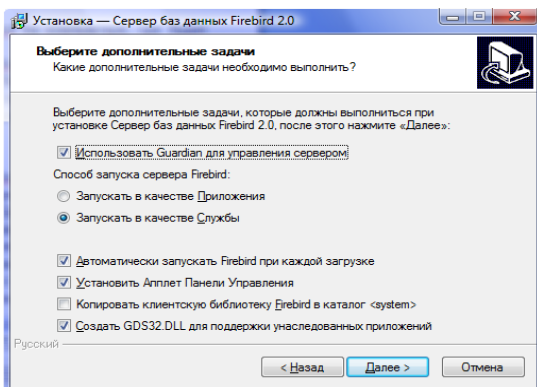 Установка — Сервер баз данных Firebird 2.0
Выберите дополнительные задачи
Какие дополнительные задачи необходимо выполнить?
Выберите дополнительные задачи, которые должны выполниться при
установке Сервер баз данных Firebird 2.0, после этого нажмите «Далее»:
Использовать Guardian для управления сервером
Способ запуска сервера Firebird:
Запускать в качестве Приложения
Запускать в качестве Службы
Автоматически запускать Firebird при каждой загрузке
Установить Апплет Панели Управления
Копировать клиентскую библиотеку Firebird в каталог <system>
Создать GDS32.DLL для поддержки унаследованных приложений
Русский
< Назад
Далее >
Отмена